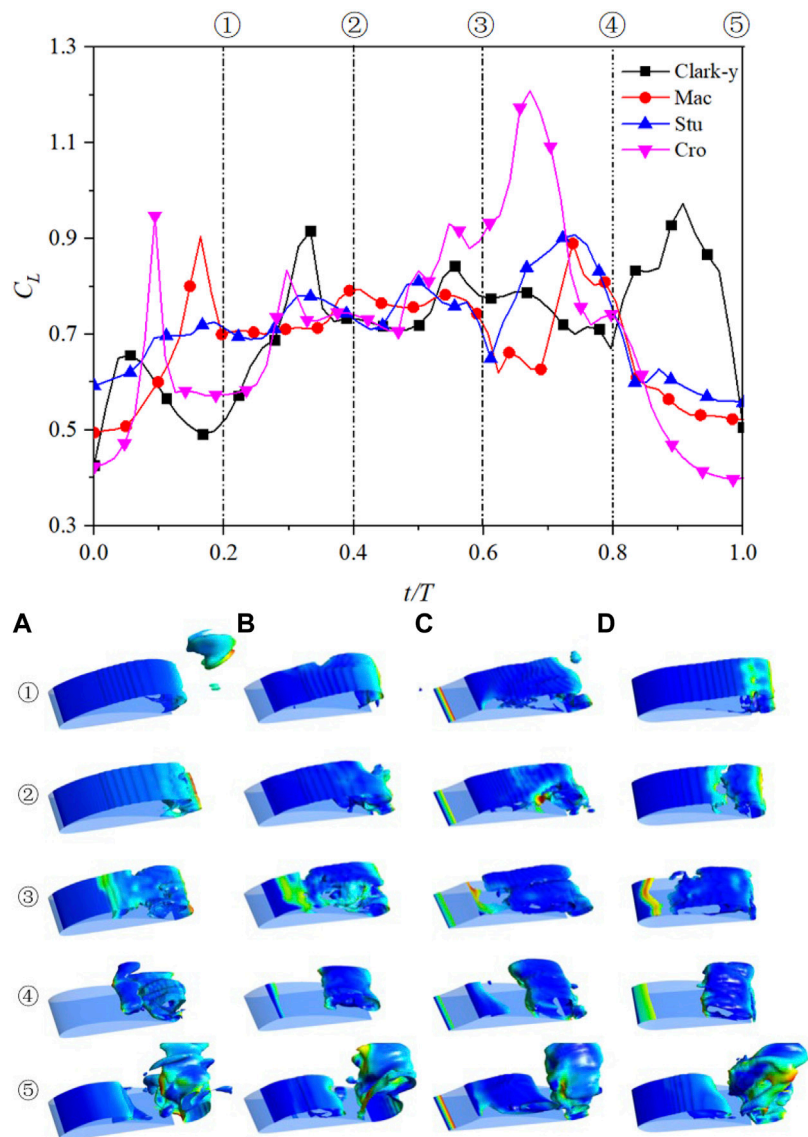 ① ② ③ ④ ⑤
1.3
1.1
0.9
0.7
0.5
0.3
C_L
Clark-y
Mac
Stu
Cro
0.0 0.2 0.4 0.6 0.8 1.0
t/T
A B C D
①
②
③
④
⑤